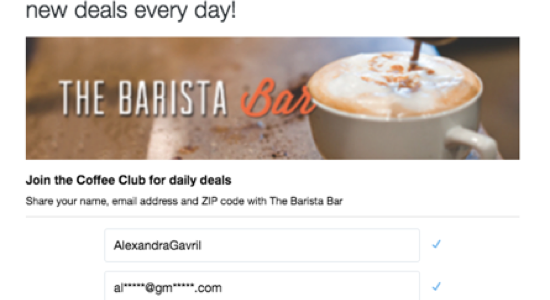 new deals every day!
THE BARISTA Bar
Join the Coffee Club for daily deals
Share your name, email address and ZIP code with The Barista Bar
AlexandraGavril
al*****@gm*****.com